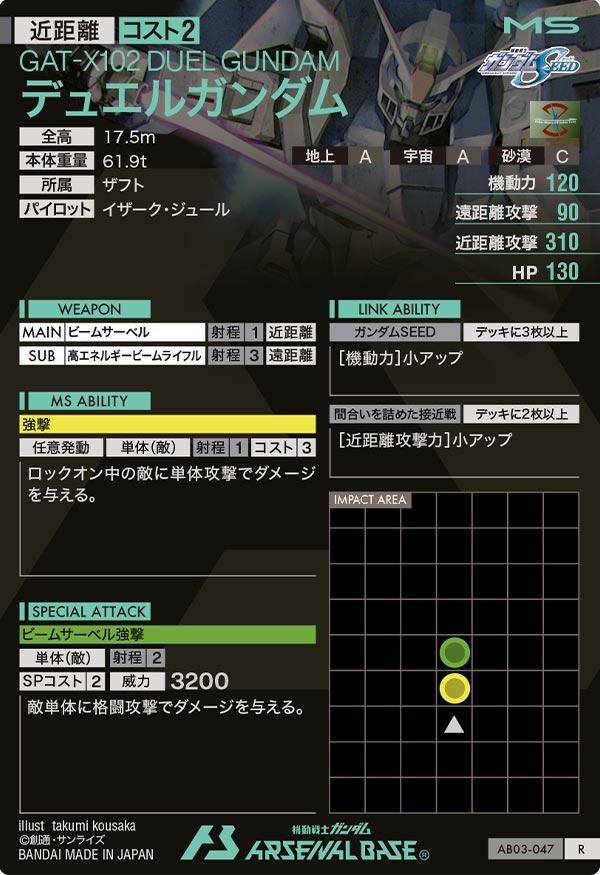 近距離 コスト2 MS
GAT-X102 DUEL GUNDAM
デュエルガンダム
機動戦士 ガンダム SEED
全高 17.5m
本体重量 61.9t
所属 ザフト
パイロット イザーク・ジュール
地上 A 宇宙 A 砂漠 C
機動力 120
遠距離攻撃 90
近距離攻撃 310
HP 130
WEAPON
MAIN ビームサーベル 射程 1 近距離
SUB 高エネルギービームライフル 射程 3 遠距離
MS ABILITY
強撃
任意発動 単体(敵) 射程 1 コスト 3
ロックオン中の敵に単体攻撃でダメージ
を与える。
SPECIAL ATTACK
ビームサーベル強撃
単体(敵) 射程 2
SPコスト 2 威力 3200
敵単体に格闘攻撃でダメージを与える。
LINK ABILITY
ガンダムSEED デッキに3枚以上
[機動力]小アップ
間合いを詰めた接近戦 デッキに2枚以上
[近距離攻撃力]小アップ
IMPACT AREA
illust takumi kousaka
©創通・サンライズ
BANDAI MADE IN JAPAN
機動戦士ガンダム
ARSENAL BASE ®
AB03-047 R